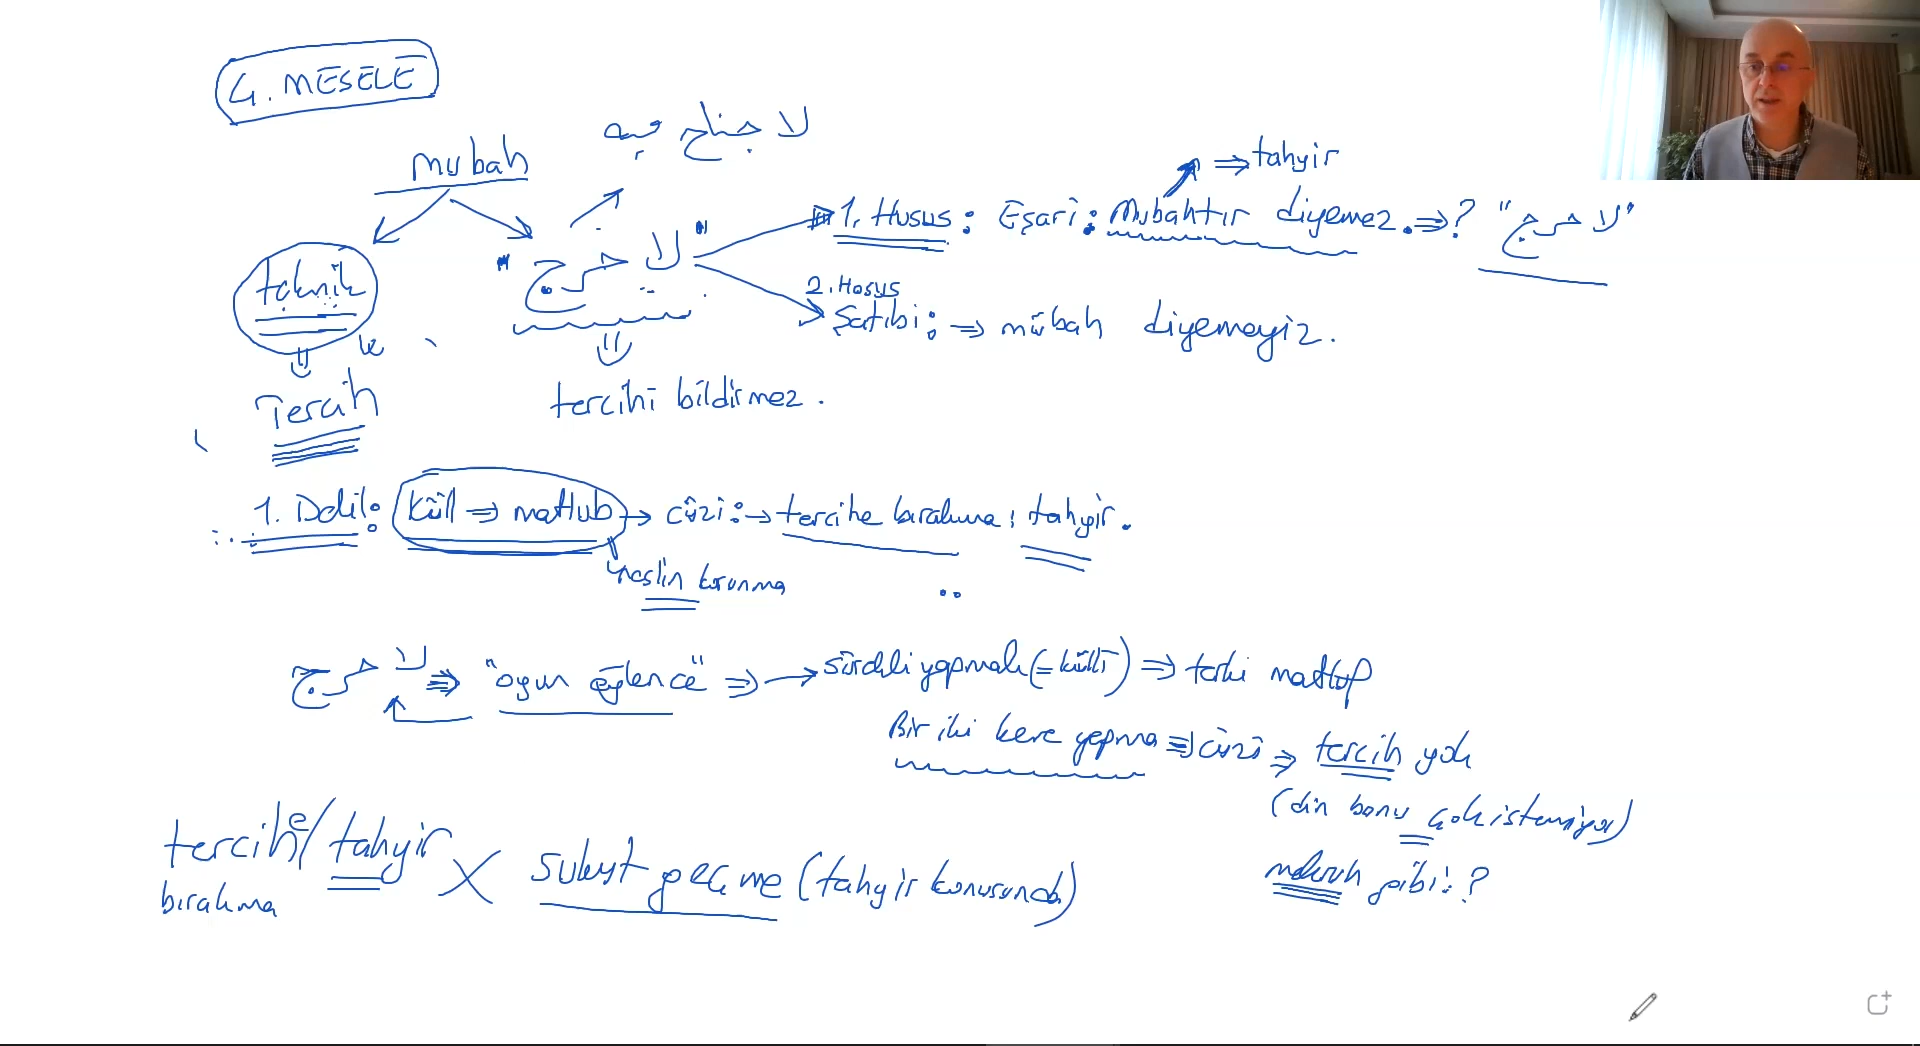 4. MESELE
mubah
لا جناح فيه
⇒ tahyir
teknik
"لا حرج"
1. Husus: Eşari: Mubahtır diyemez. ⇒ ? "لا حرج"
2. Husus
Şatıbi: ⇒ mübah diyemeyiz.
Tercih
tercihi bildirmez.
1. Delil: küll ⇒ matlub → cüzi: → tercihe bırakma: tahyir.
neslin korunma
لا حرج ⇒ "oyun eğlence" ⇒ → sürekli yapmak (= külli) ⇒ terki matlup
Bir iki kere yapma ⇒ cüzi ⇒ tercih yok
(din bunu çok istemiyor)
mekruh gibi: ?
tercihe / tahyir X sukut geçme (tahyir konusunda)
bırakma